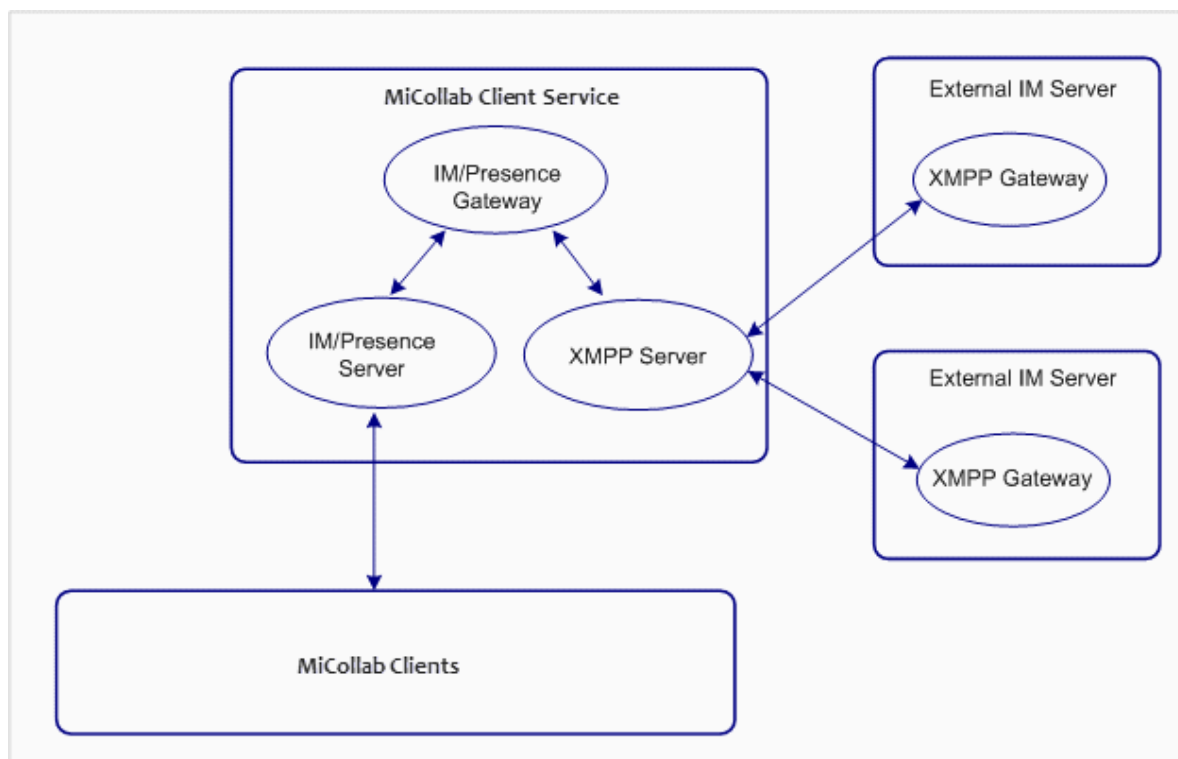 MiCollab Client Service
IM/Presence
Gateway
IM/Presence
Server
XMPP Server
External IM Server
XMPP Gateway
External IM Server
XMPP Gateway
MiCollab Clients